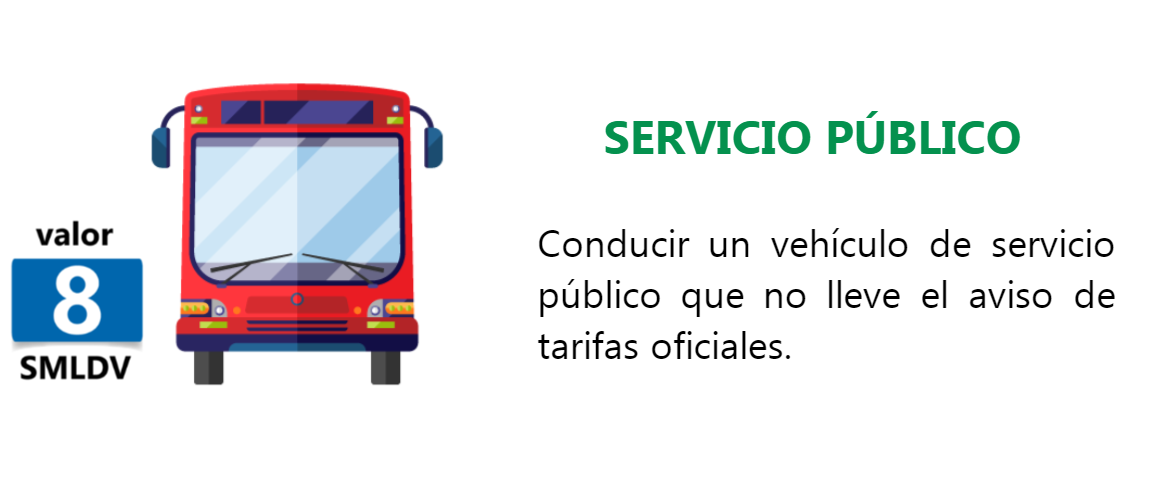 SERVICIO PÚBLICO
valor
8
SMLDV
Conducir un vehículo de servicio
público que no lleve el aviso de
tarifas oficiales.